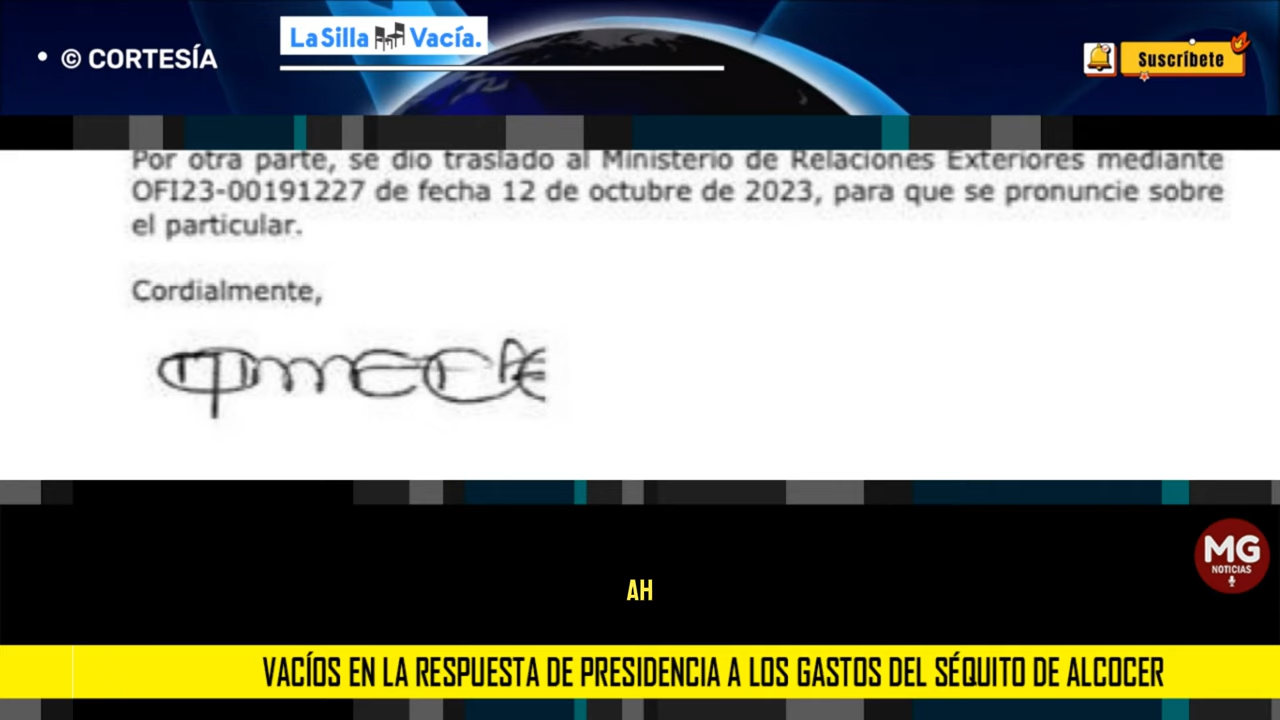 • © CORTESÍA
LaSilla Vacía.
Suscríbete
Por otra parte, se dio traslado al Ministerio de Relaciones Exteriores mediante
OFI23-00191227 de fecha 12 de octubre de 2023, para que se pronuncie sobre
el particular.
Cordialmente,
MG
NOTICIAS
AH
VACÍOS EN LA RESPUESTA DE PRESIDENCIA A LOS GASTOS DEL SÉQUITO DE ALCOCER